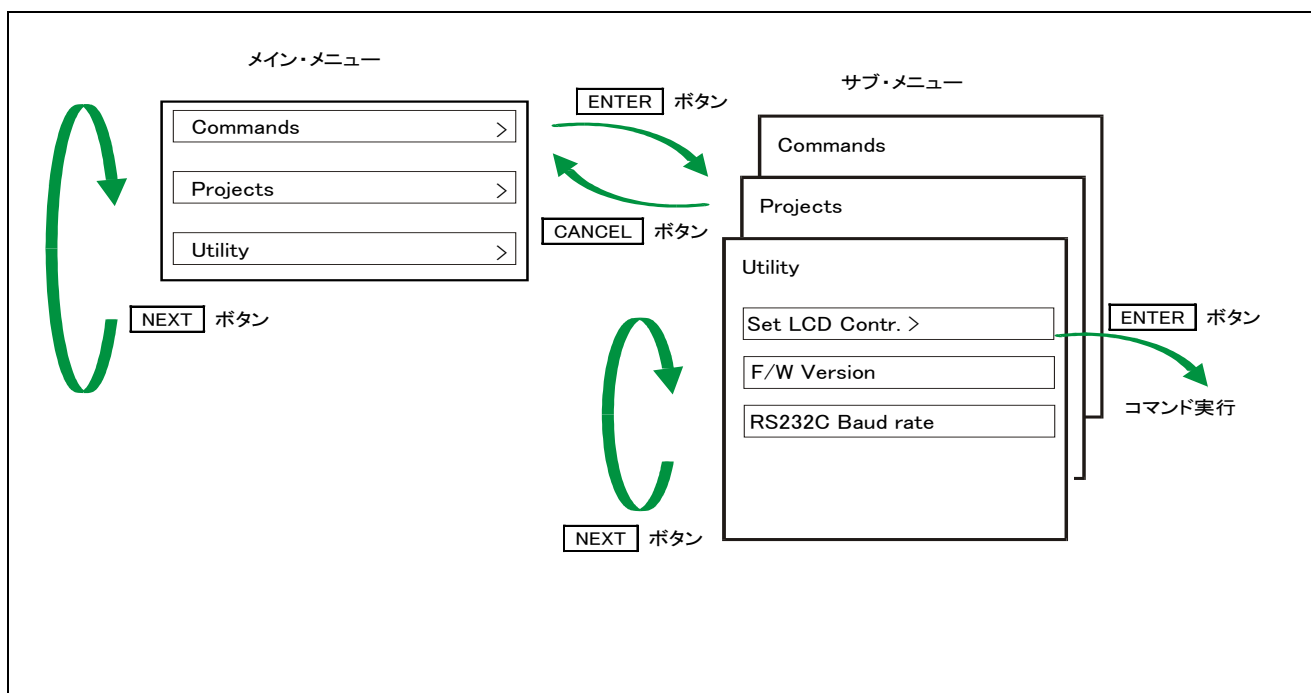 メイン・メニュー
Commands >
Projects >
Utility >
NEXT ボタン
ENTER ボタン
CANCEL ボタン
サブ・メニュー
Commands
Projects
Utility
Set LCD Contr. >
F/W Version
RS232C Baud rate
NEXT ボタン
ENTER ボタン
コマンド実行